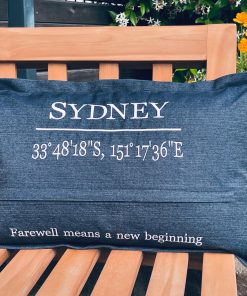 SYDNEY
33°48'18"S, 151°17'36"E
Farewell means a new beginning